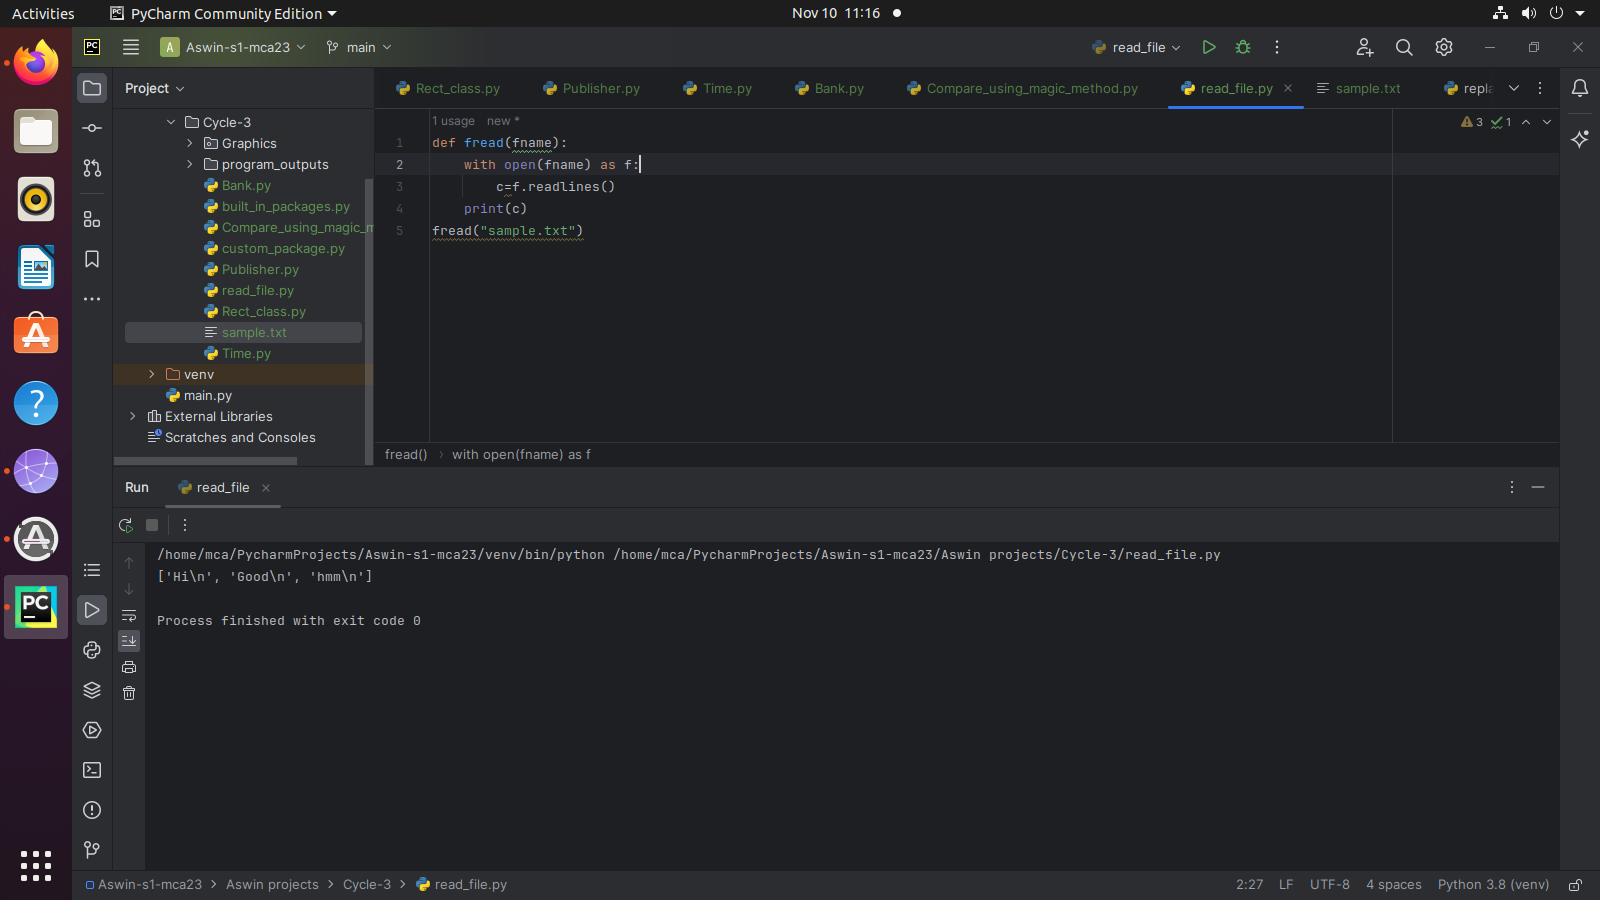 Activities PyCharm Community Edition Nov 10 11:16
PC Aswin-s1-mca23 main read_file
A
Project
Rect_class.py Publisher.py Time.py Bank.py Compare_using_magic_method.py read_file.py sample.txt repla
Cycle-3
Graphics
program_outputs
Bank.py
built_in_packages.py
Compare_using_magic_m
custom_package.py
Publisher.py
read_file.py
Rect_class.py
sample.txt
Time.py
venv
main.py
External Libraries
Scratches and Consoles
1 usage new *
3 1
1 def fread(fname):
2 with open(fname) as f:
3 c=f.readlines()
4 print(c)
5 fread("sample.txt")
fread() › with open(fname) as f
Run read_file
/home/mca/PycharmProjects/Aswin-s1-mca23/venv/bin/python /home/mca/PycharmProjects/Aswin-s1-mca23/Aswin projects/Cycle-3/read_file.py
['Hi\n', 'Good\n', 'hmm\n']
Process finished with exit code 0
PC
Aswin-s1-mca23 › Aswin projects › Cycle-3 › read_file.py 2:27 LF UTF-8 4 spaces Python 3.8 (venv)